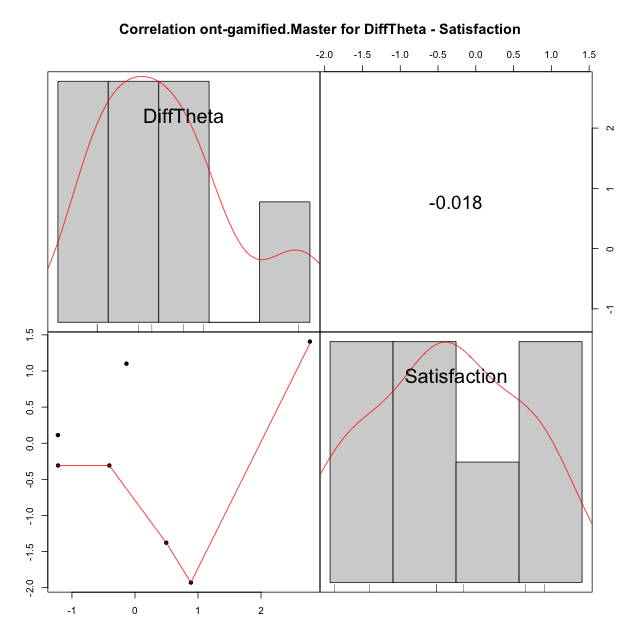 Correlation ont-gamified.Master for DiffTheta - Satisfaction
-2.0 -1.5 -1.0 -0.5 0.0 0.5 1.0 1.5
DiffTheta
-0.018
2
1
0
-1
1.5
1.0
0.5
0.0
-0.5
-1.0
-1.5
-2.0
Satisfaction
-1 0 1 2